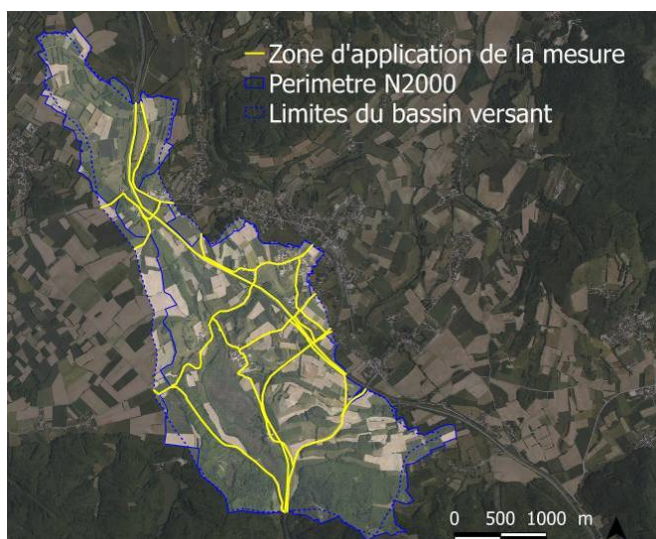 Zone d'application de la mesure
Perimetre N2000
Limites du bassin versant
0 500 1000 m